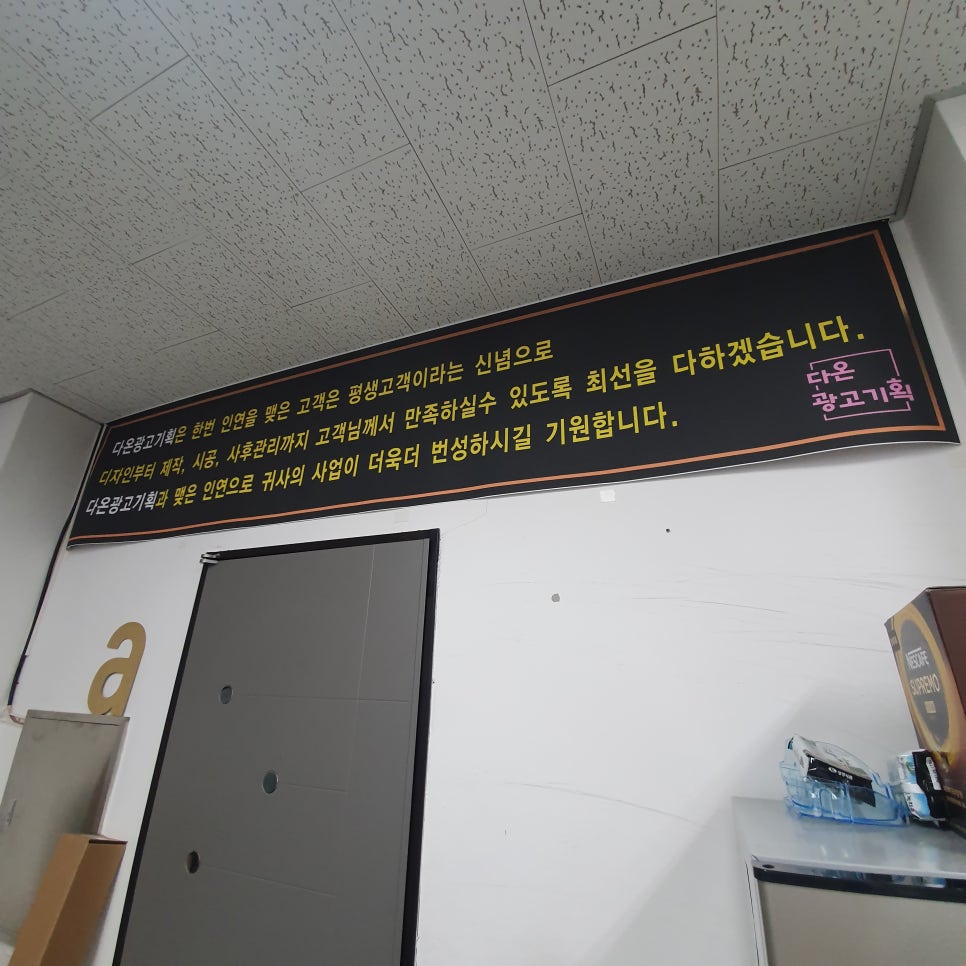 다온광고기획은 한번 인연을 맺은 고객은 평생고객이라는 신념으로
디자인부터 제작, 시공, 사후관리까지 고객님께서 만족하실수 있도록 최선을 다하겠습니다.
다온광고기획과 맺은 인연으로 귀사의 사업이 더욱더 번성하시길 기원합니다.
다온
광고기획
a
NESCAFE
SUPREMO